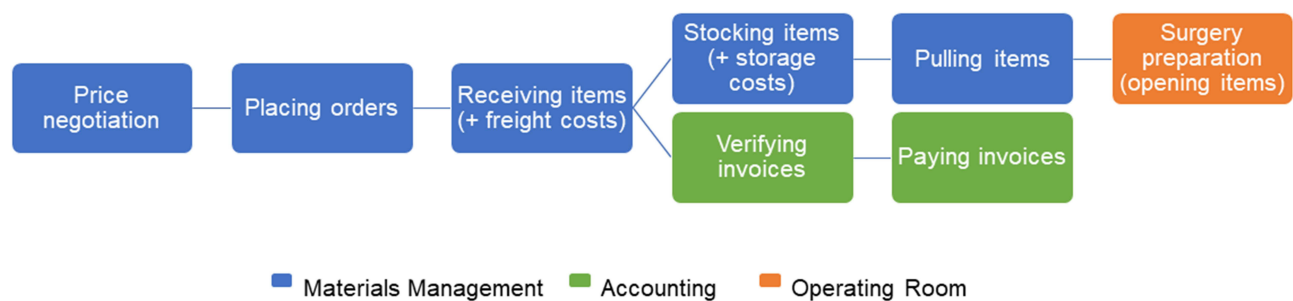 Price
negotiation
Placing orders
Receiving items
(+ freight costs)
Stocking items
(+ storage
costs)
Pulling items
Surgery
preparation
(opening items)
Verifying
invoices
Paying invoices
Materials Management
Accounting
Operating Room